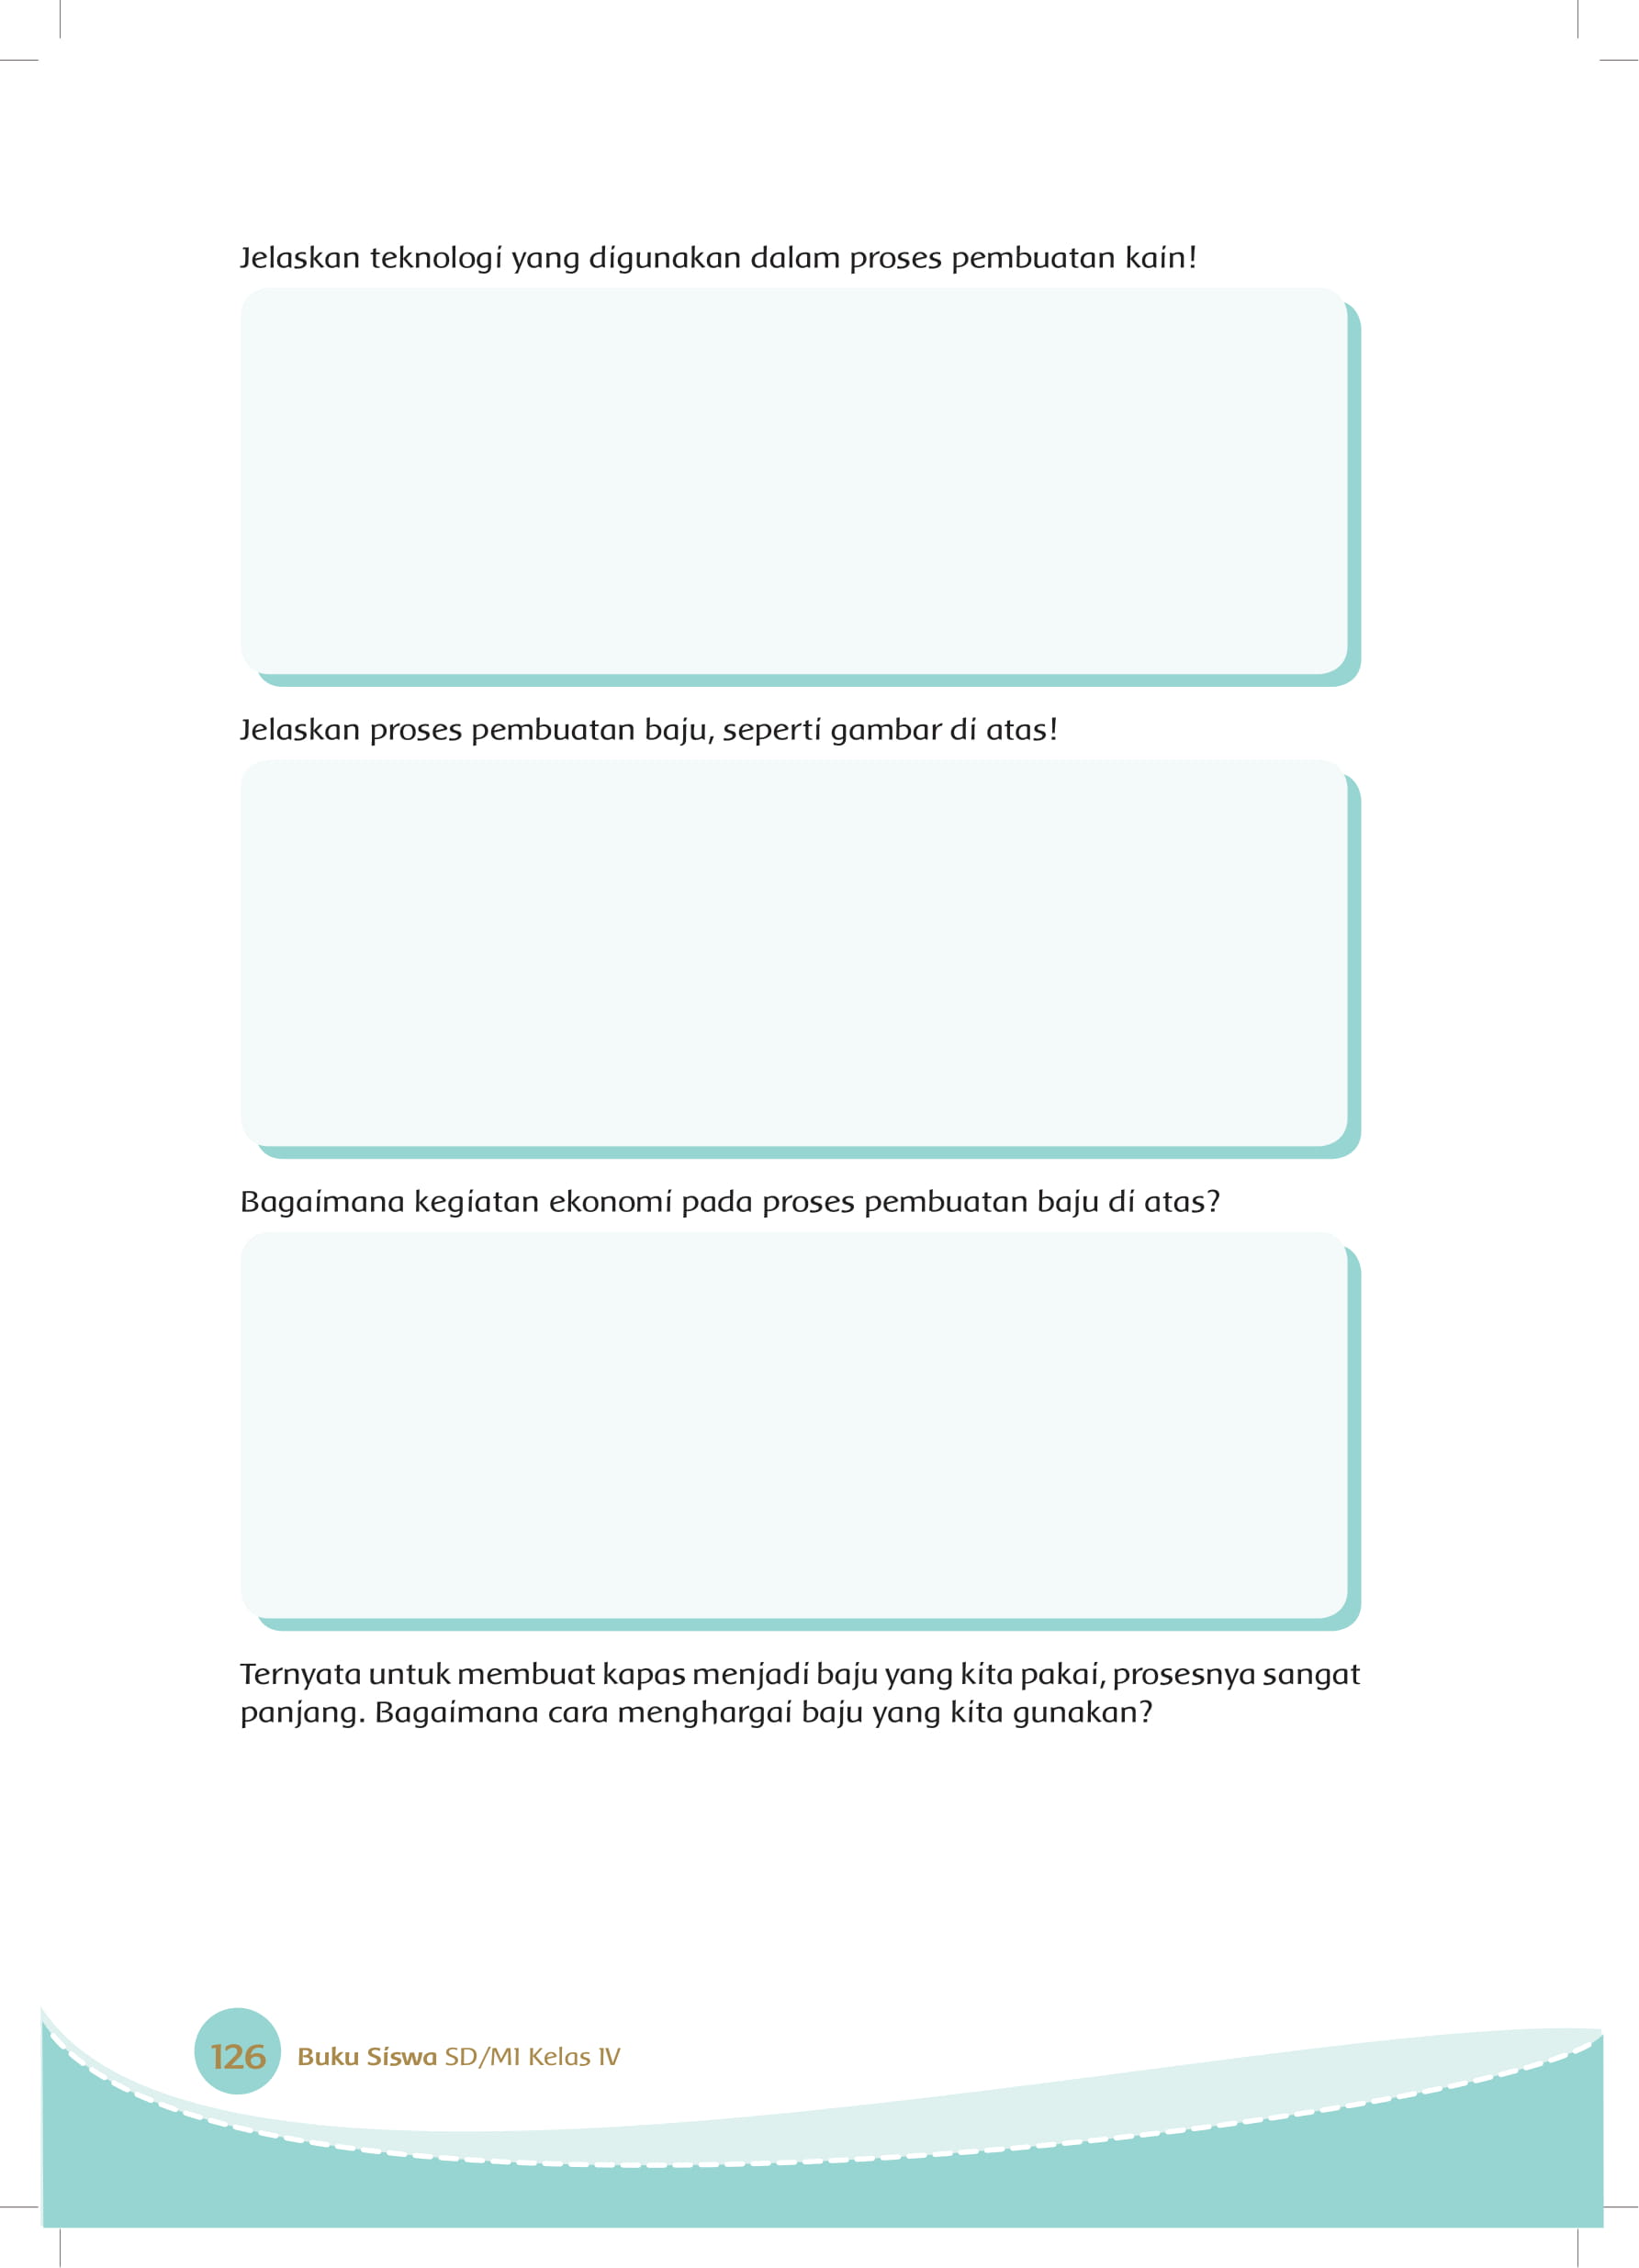 Jelaskan teknologi yang digunakan dalam proses pembuatan kain!
Jelaskan proses pembuatan baju, seperti gambar di atas!
Bagaimana kegiatan ekonomi pada proses pembuatan baju di atas?
Ternyata untuk membuat kapas menjadi baju yang kita pakai, prosesnya sangat
panjang. Bagaimana cara menghargai baju yang kita gunakan?
126 Buku Siswa SD/MI Kelas IV